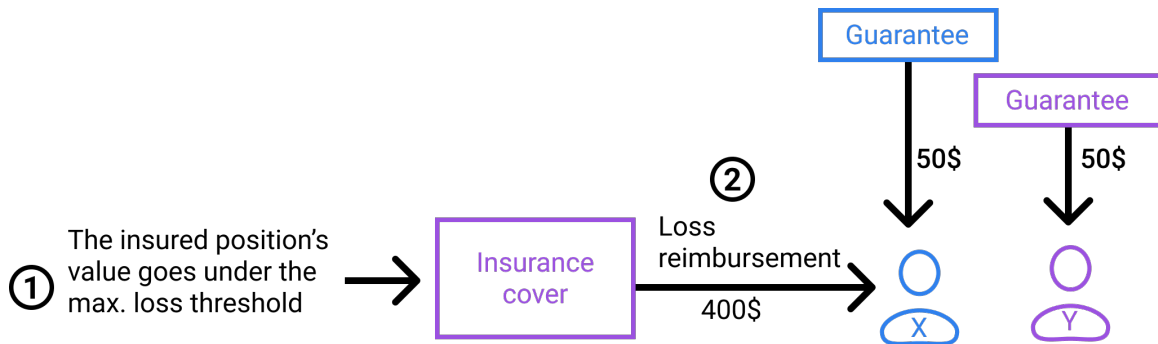 Guarantee
Guarantee
50$
50$
2
The insured position's
value goes under the
max. loss threshold
1
Insurance
cover
Loss
reimbursement
400$
X
Y